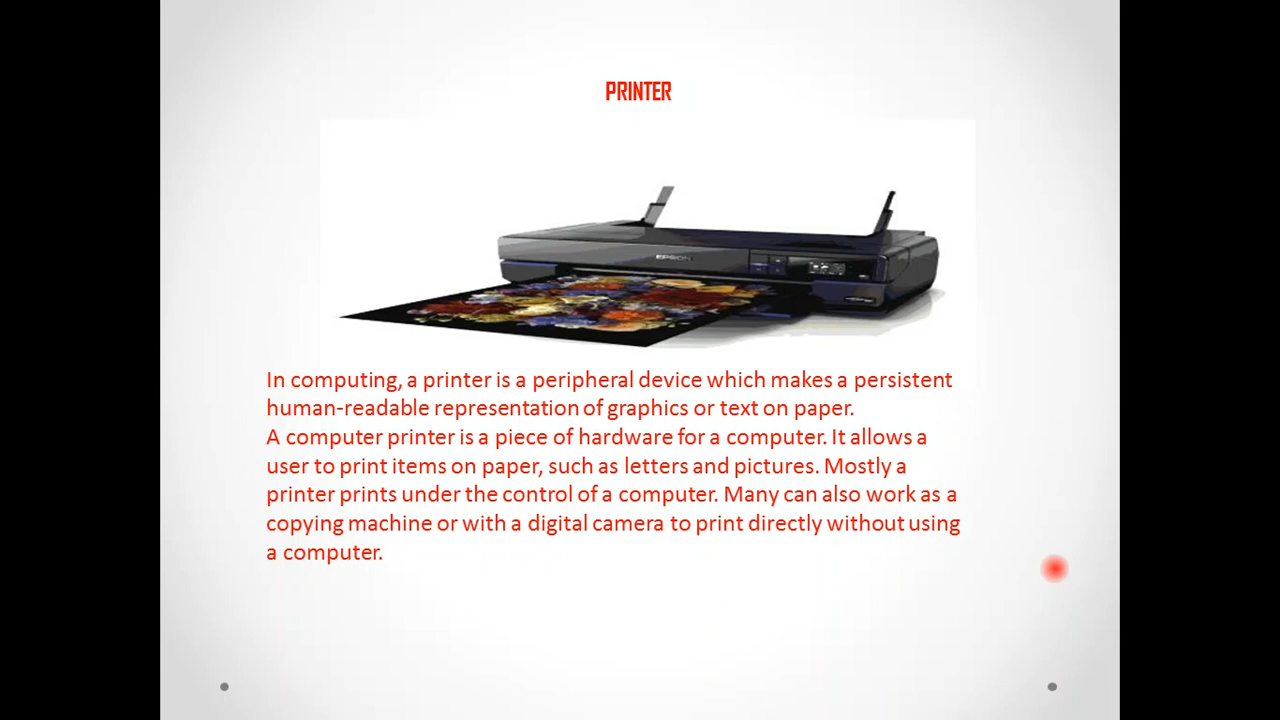 PRINTER
EPSON
In computing, a printer is a peripheral device which makes a persistent
human-readable representation of graphics or text on paper.
A computer printer is a piece of hardware for a computer. It allows a
user to print items on paper, such as letters and pictures. Mostly a
printer prints under the control of a computer. Many can also work as a
copying machine or with a digital camera to print directly without using
a computer.